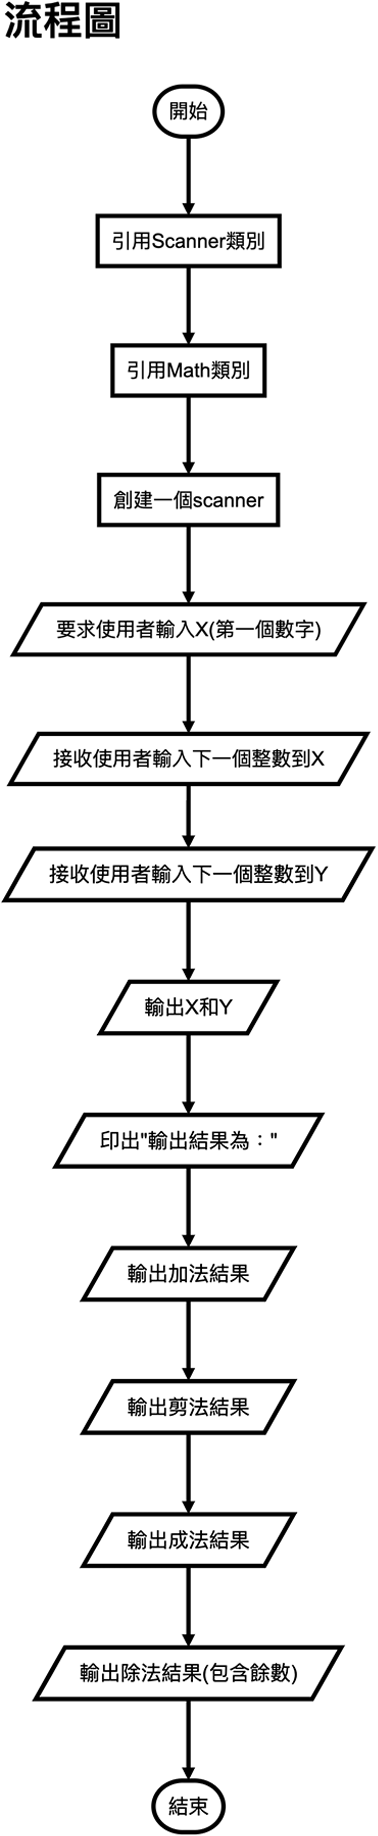 流程圖
開始
引用Scanner類別
引用Math類別
創建一個scanner
要求使用者輸入X(第一個數字)
接收使用者輸入下一個整數到X
接收使用者輸入下一個整數到Y
輸出X和Y
印出"輸出結果為："
輸出加法結果
輸出剪法結果
輸出成法結果
輸出除法結果(包含餘數)
結束